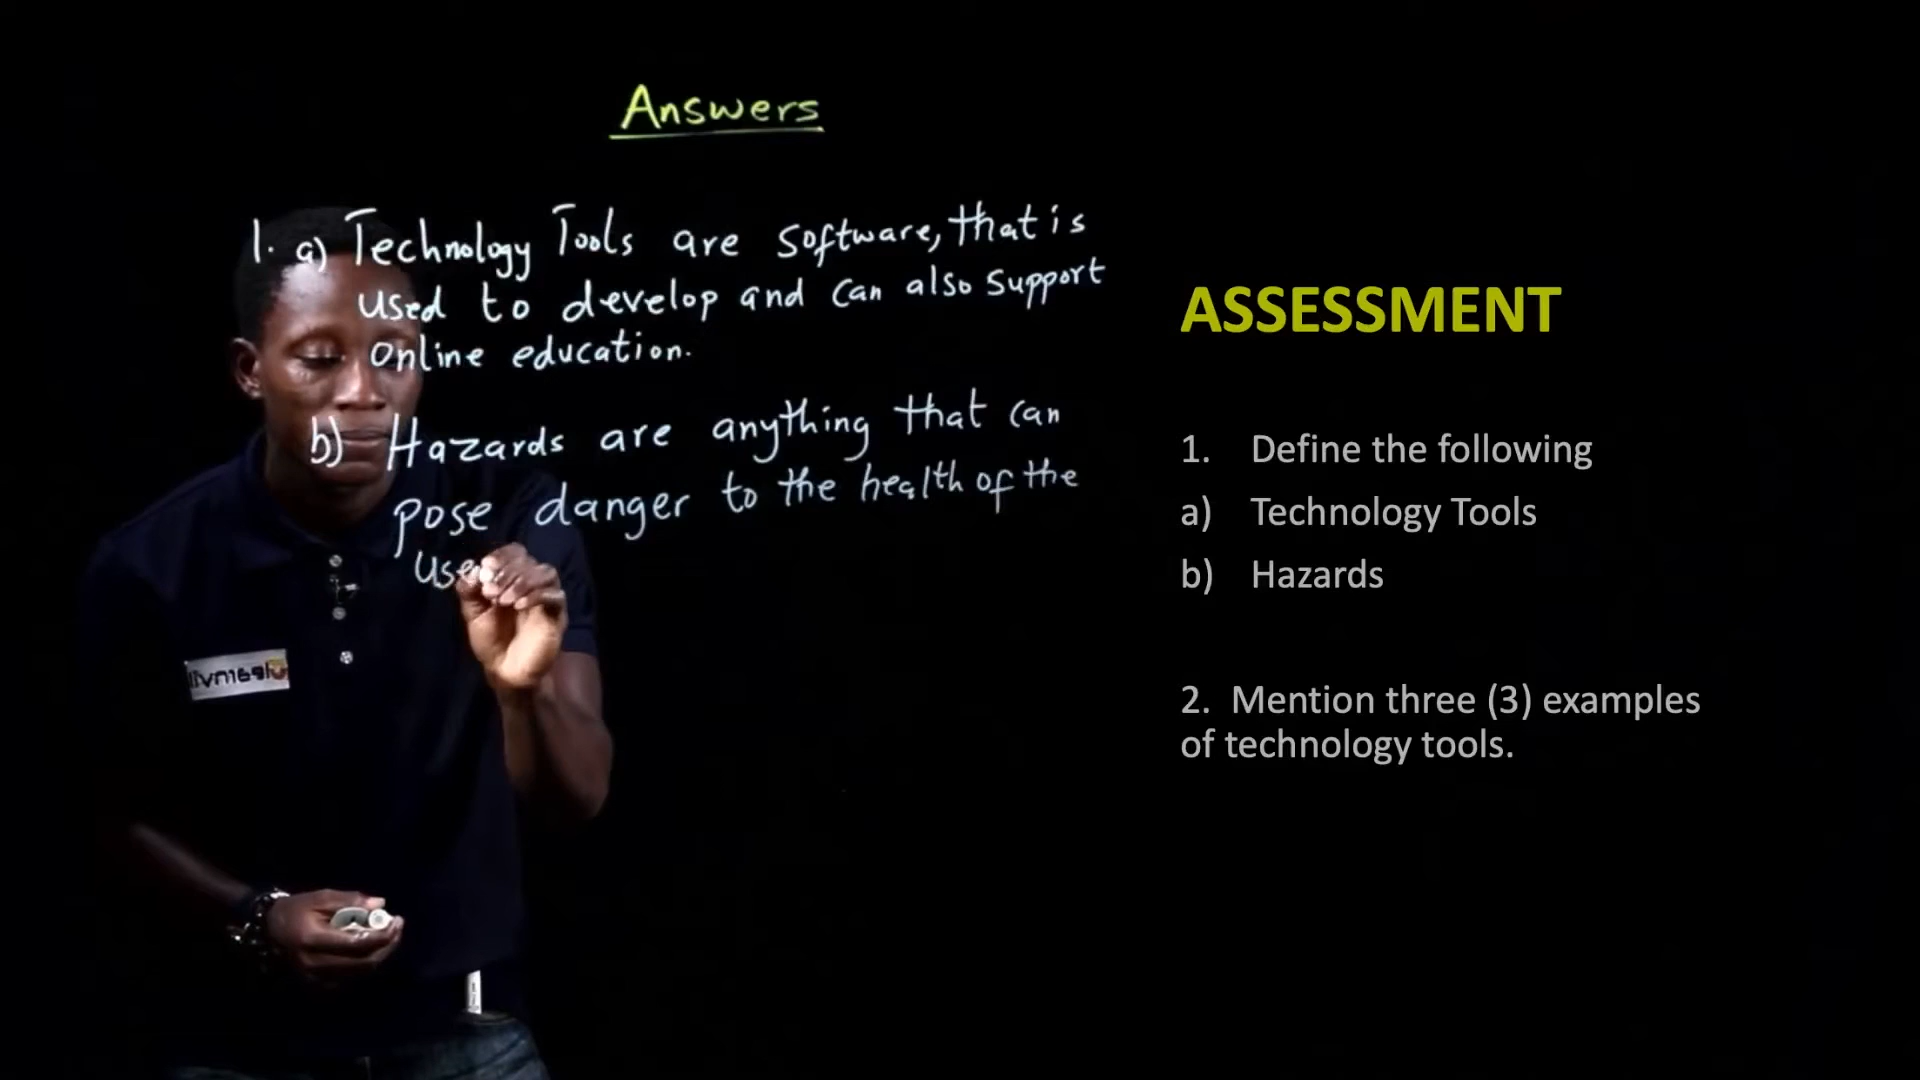 Answers
1. a) Technology Tools are software, that is
used to develop and can also support
online education.
b) Hazards are anything that can
pose danger to the health of the
ASSESSMENT
1. Define the following
a) Technology Tools
b) Hazards
2. Mention three (3) examples
of technology tools.